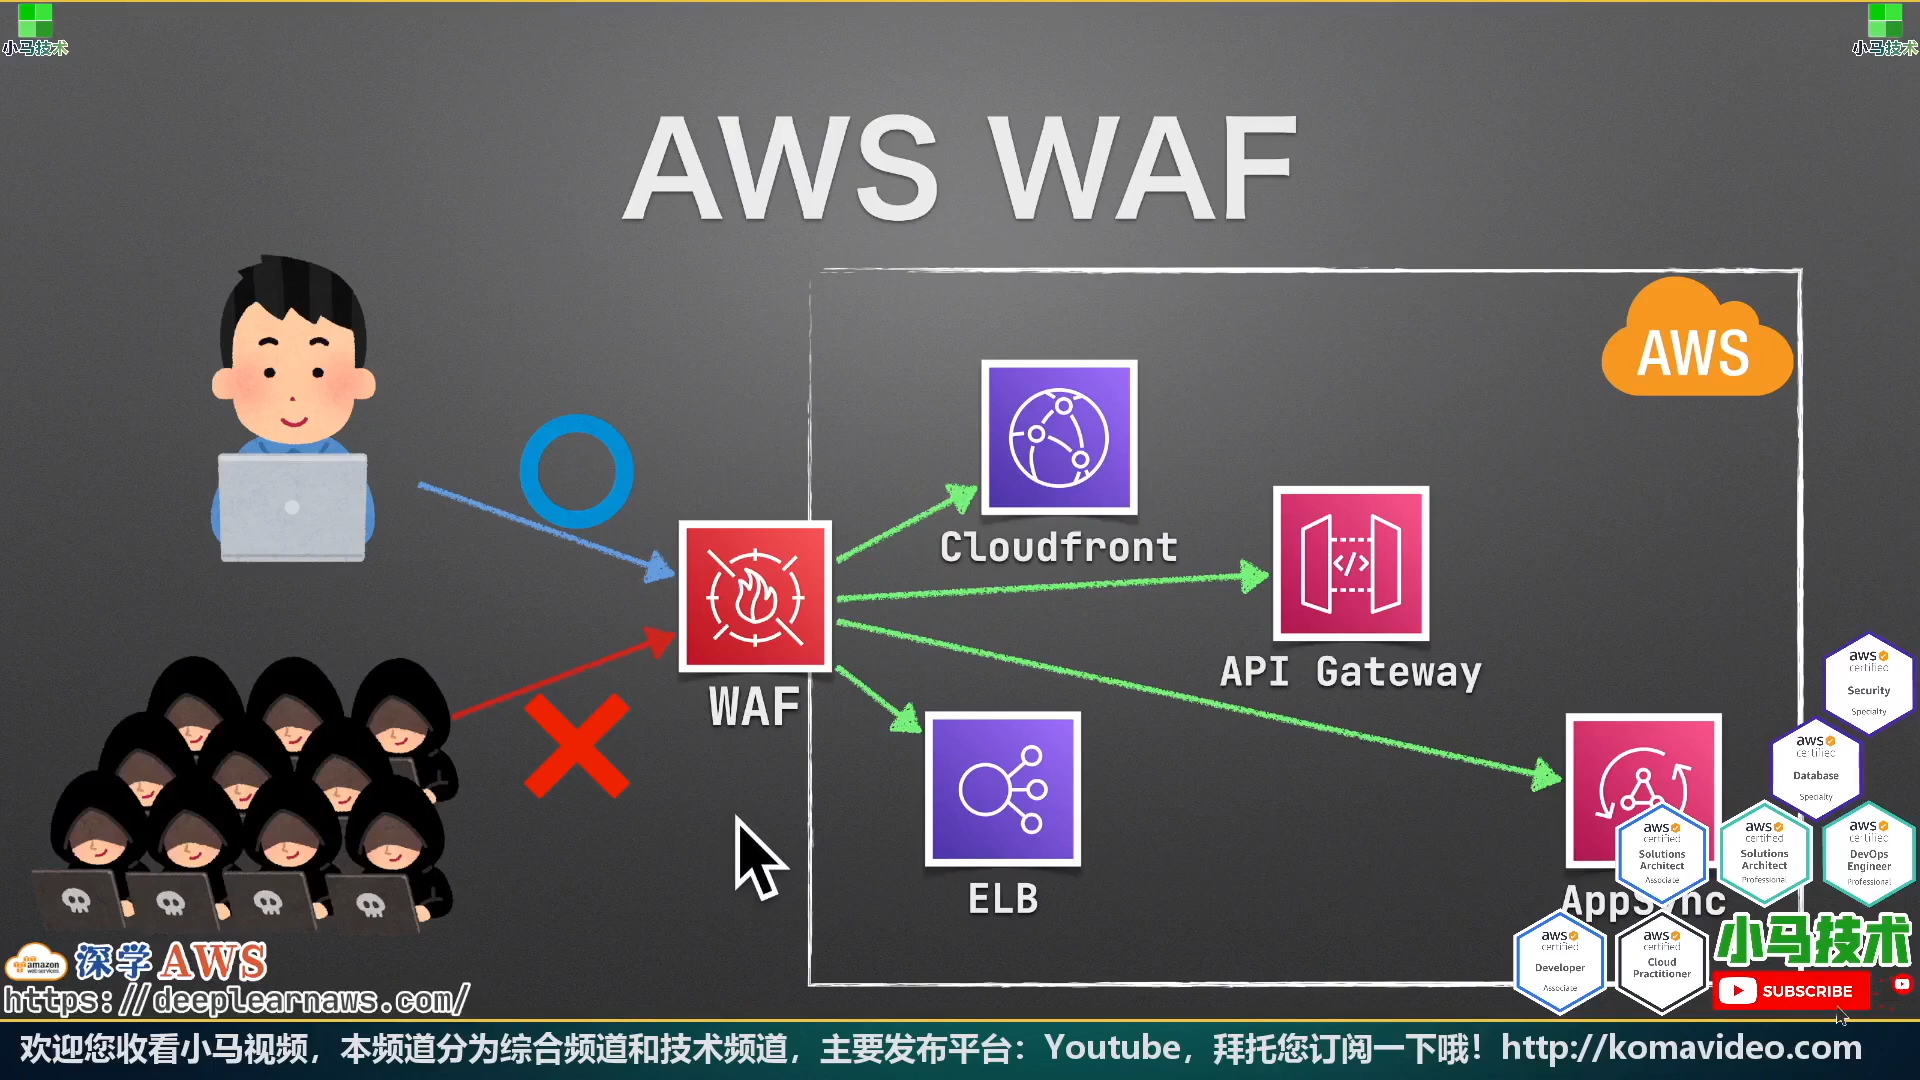 小马技术
小马技术
AWS WAF
AWS
Cloudfront
API Gateway
WAF
ELB
AppSync
aws
certified
Security
Specialty
aws
certified
Database
Specialty
aws
certified
Solutions
Architect
Associate
aws
certified
Solutions
Architect
Professional
aws
certified
DevOps
Engineer
Professional
aws
certified
Developer
Associate
aws
certified
Cloud
Practitioner
小马技术
SUBSCRIBE
amazon
web services
深学AWS
https://deeplearnaws.com/
欢迎您收看小马视频，本频道分为综合频道和技术频道，主要发布平台：Youtube，拜托您订阅一下哦！http://komavideo.com